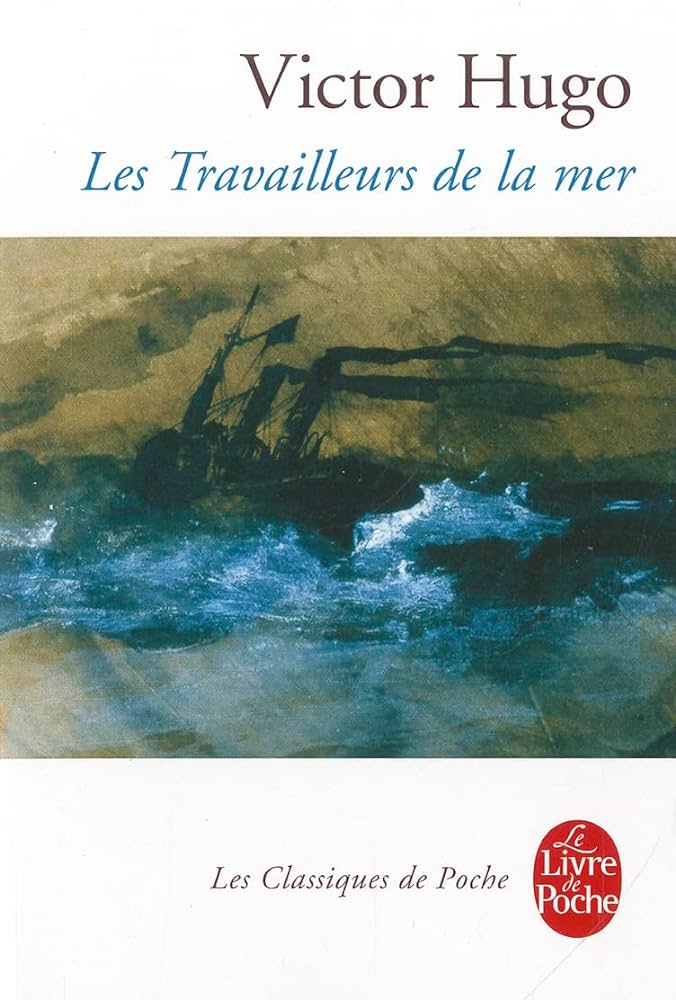 Victor Hugo
Les Travailleurs de la mer
Les Classiques de Poche
Le
Livre
de
Poche